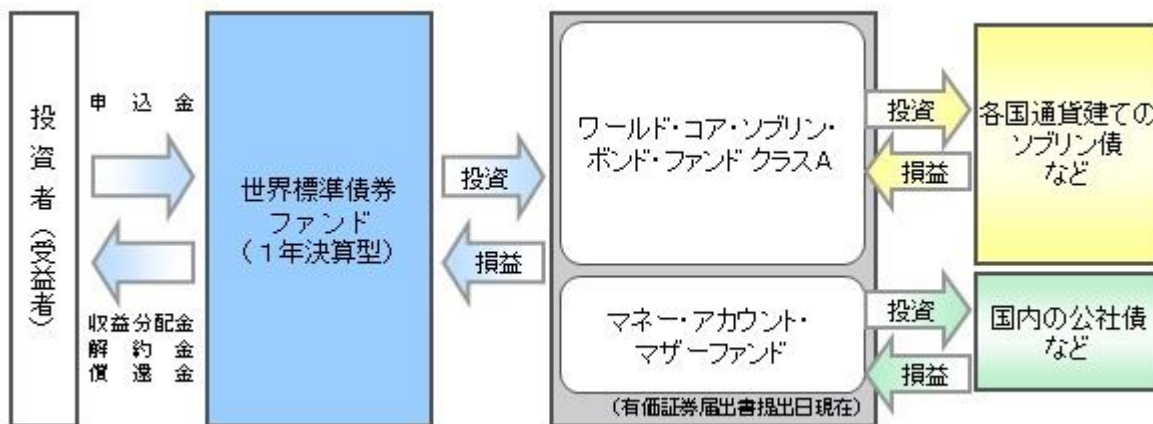 投資者（受益者）
申込金
収益分配金
解約金
償還金
世界標準債券
ファンド
（１年決算型）
投資
損益
ワールド・コア・ソブリン・
ボンド・ファンド クラスA
マネー・アカウント・
マザーファンド
（有価証券届出書提出日現在）
投資
損益
各国通貨建ての
ソブリン債
など
投資
損益
国内の公社債
など